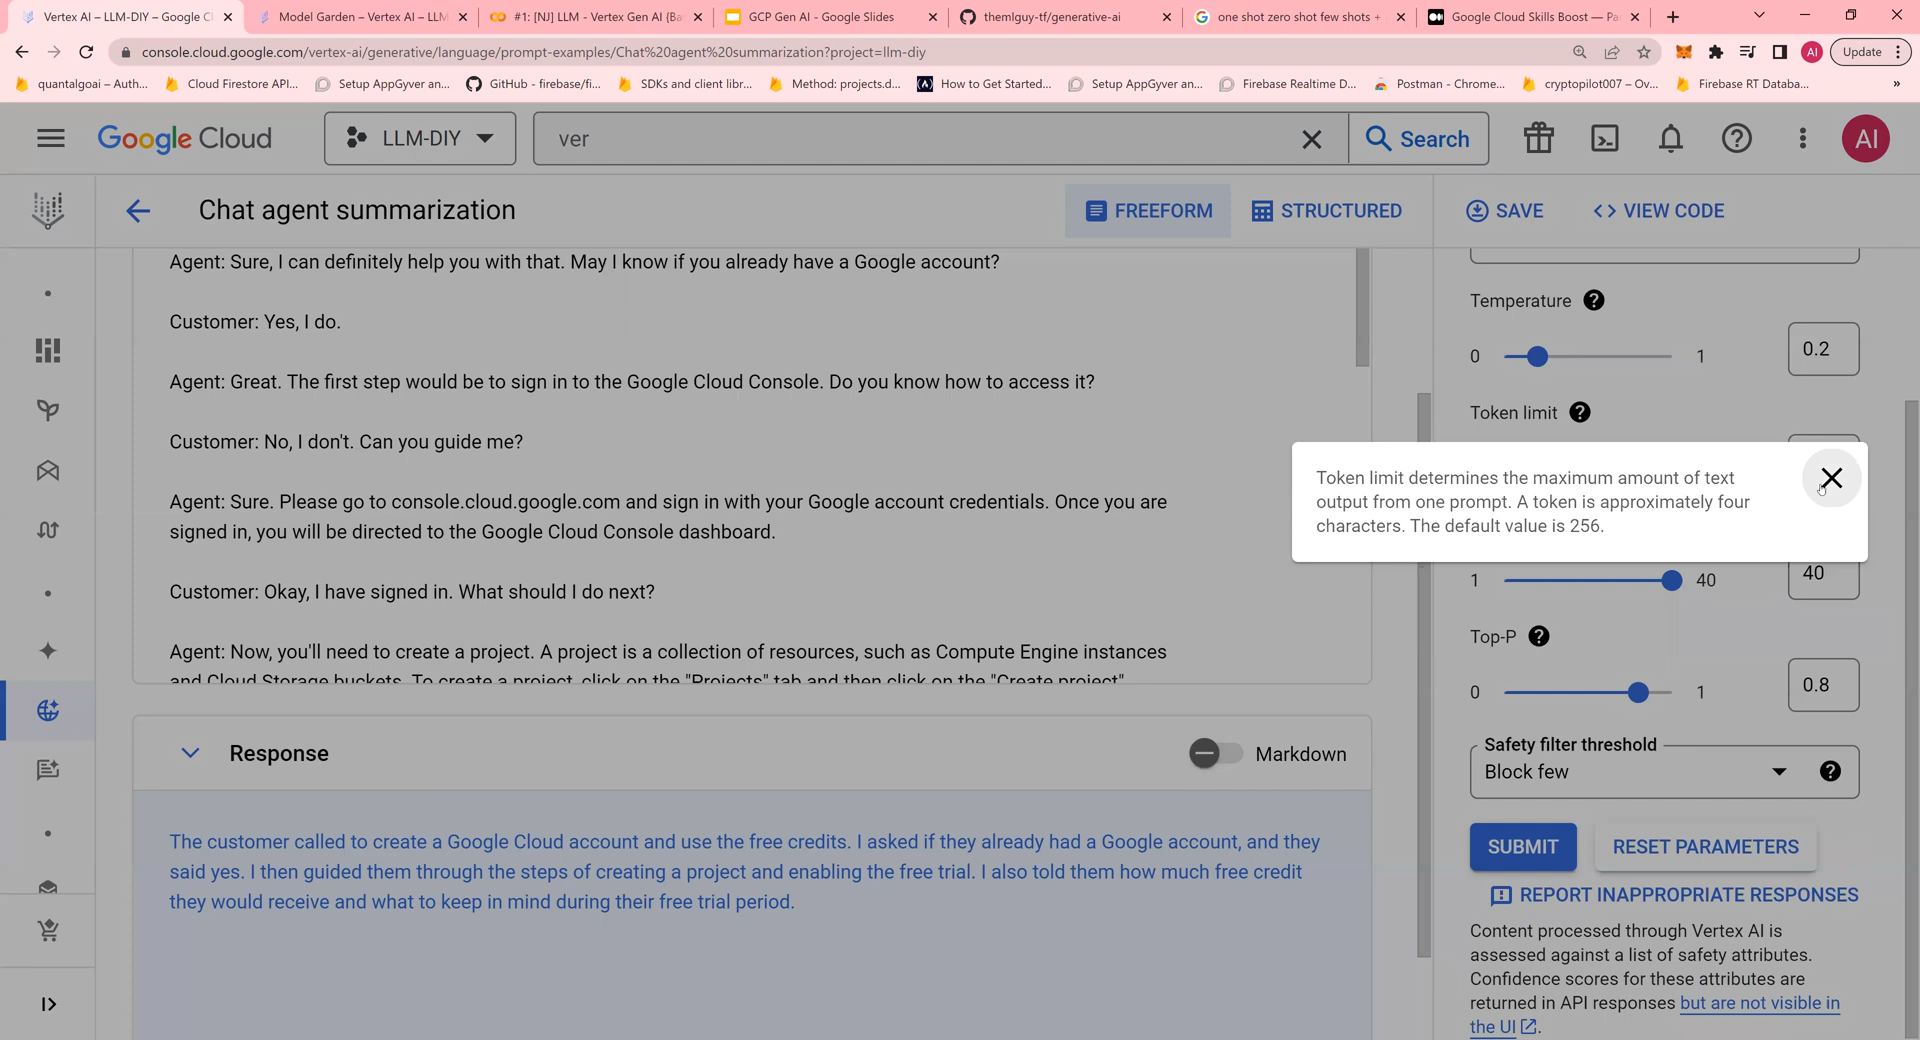 Vertex AI – LLM-DIY – Google C
Model Garden – Vertex AI – LLM
#1: [NJ] LLM - Vertex Gen AI {Ba
GCP Gen AI - Google Slides
themlguy-tf/generative-ai
one shot zero shot few shots +
Google Cloud Skills Boost — Pa
console.cloud.google.com/vertex-ai/generative/language/prompt-examples/Chat%20agent%20summarization?project=llm-diy
AI
Update
quantalgoai – Auth...
Cloud Firestore API...
Setup AppGyver an...
GitHub - firebase/fi...
SDKs and client libr...
Method: projects.d...
How to Get Started...
Setup AppGyver an...
Firebase Realtime D...
Postman - Chrome...
cryptopilot007 – Ov...
Firebase RT Databa...
»
Google Cloud
LLM-DIY
ver
Search
AI
Chat agent summarization
FREEFORM
STRUCTURED
SAVE
<> VIEW CODE
Agent: Sure, I can definitely help you with that. May I know if you already have a Google account?
Customer: Yes, I do.
Agent: Great. The first step would be to sign in to the Google Cloud Console. Do you know how to access it?
Customer: No, I don't. Can you guide me?
Agent: Sure. Please go to console.cloud.google.com and sign in with your Google account credentials. Once you are
signed in, you will be directed to the Google Cloud Console dashboard.
Customer: Okay, I have signed in. What should I do next?
Agent: Now, you'll need to create a project. A project is a collection of resources, such as Compute Engine instances
and Cloud Storage buckets. To create a project, click on the "Projects" tab and then click on the "Create project"
Response
Markdown
The customer called to create a Google Cloud account and use the free credits. I asked if they already had a Google account, and they
said yes. I then guided them through the steps of creating a project and enabling the free trial. I also told them how much free credit
they would receive and what to keep in mind during their free trial period.
Temperature
0
1
0.2
Token limit
Token limit determines the maximum amount of text
output from one prompt. A token is approximately four
characters. The default value is 256.
1
40
40
Top-P
0
1
0.8
Safety filter threshold
Block few
SUBMIT
RESET PARAMETERS
REPORT INAPPROPRIATE RESPONSES
Content processed through Vertex AI is
assessed against a list of safety attributes.
Confidence scores for these attributes are
returned in API responses but are not visible in
the UI.